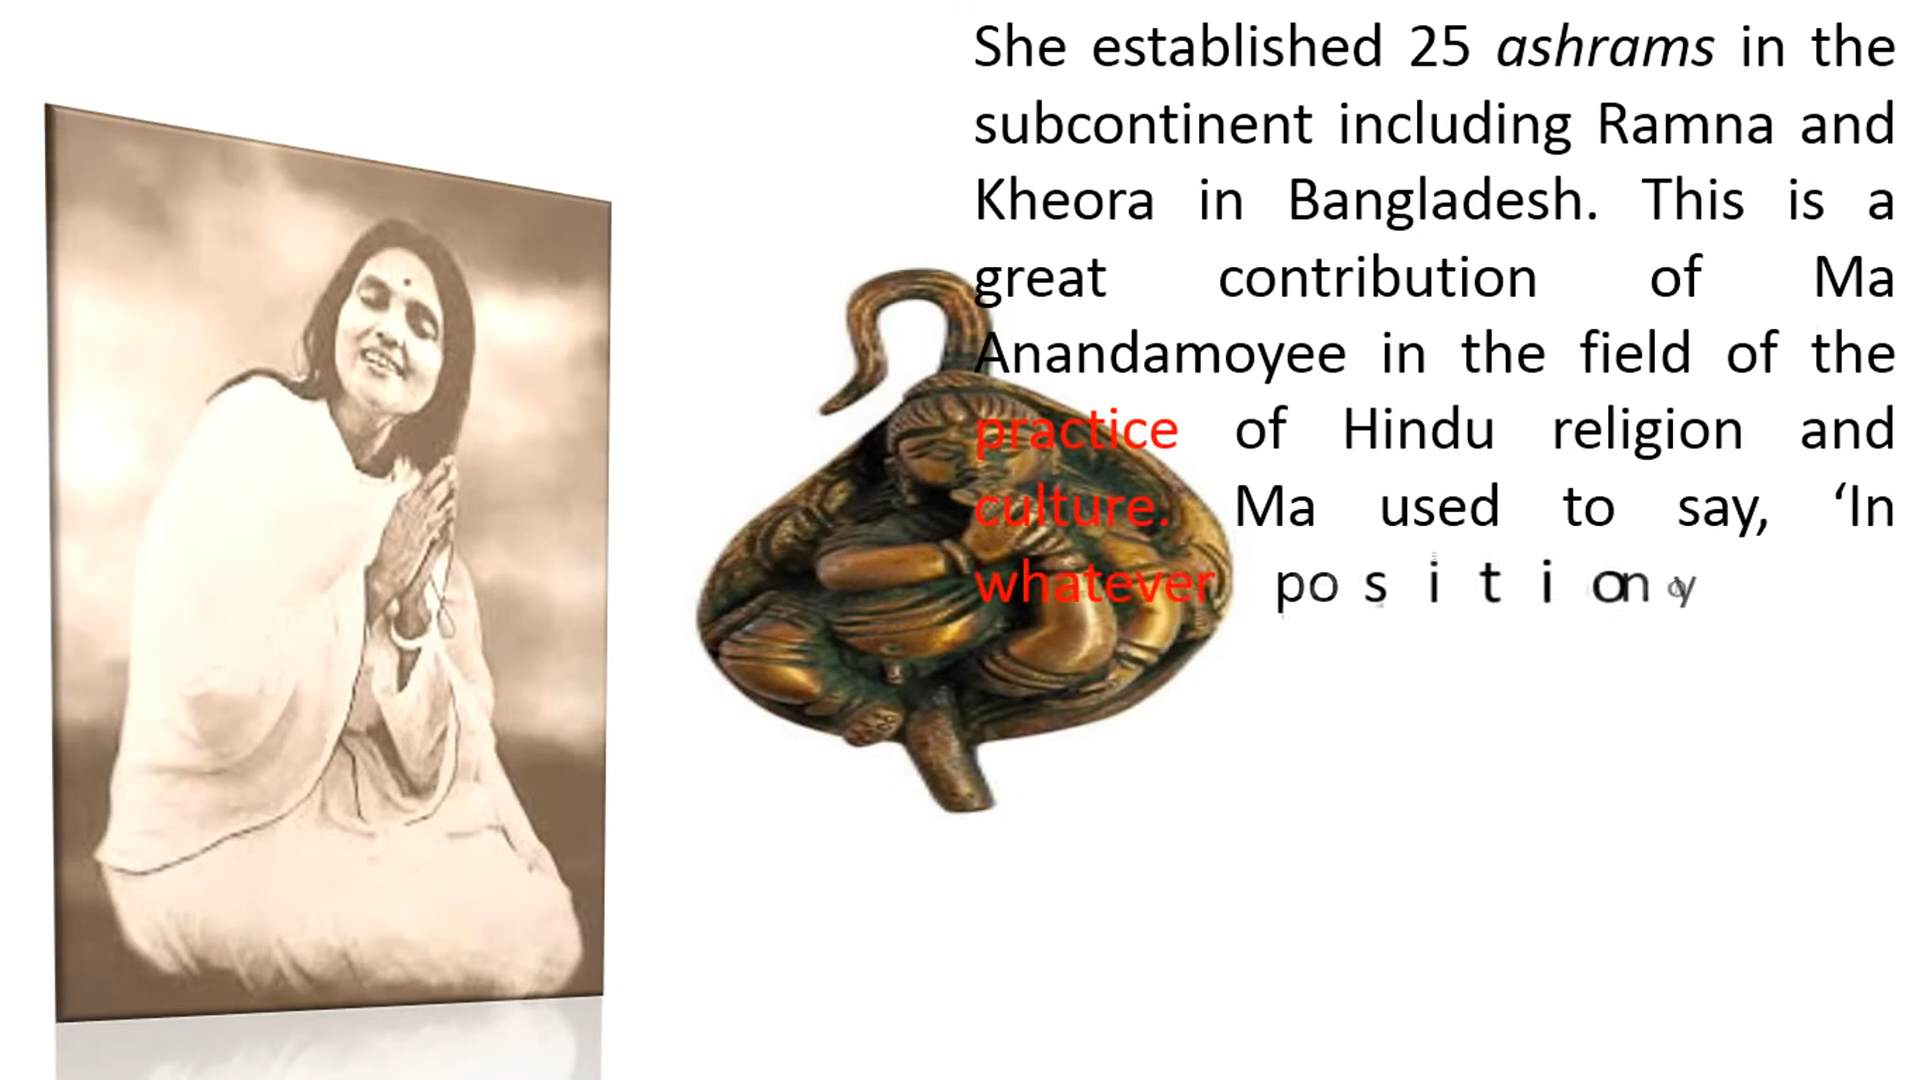 She established 25 ashrams in the
subcontinent including Ramna and
Kheora in Bangladesh. This is a
great contribution of Ma
Anandamoyee in the field of the
practice of Hindu religion and
culture. Ma used to say, ‘In
whatever position